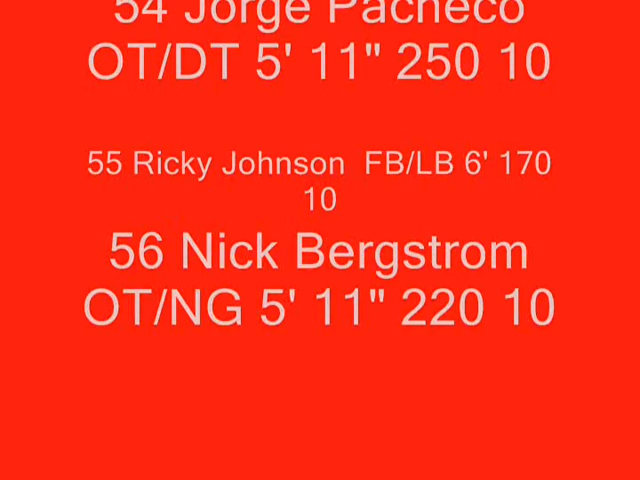 54 Jorge Pacheco
OT/DT 5' 11" 250 10
55 Ricky Johnson  FB/LB 6' 170
10
56 Nick Bergstrom
OT/NG 5' 11" 220 10